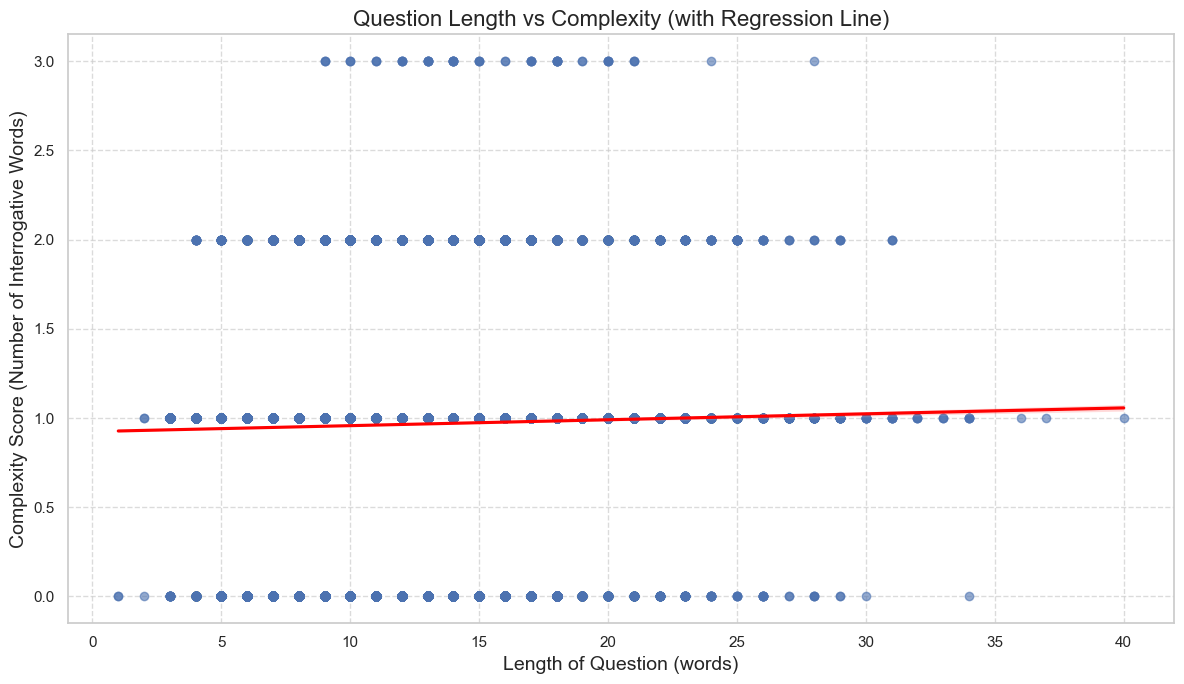 Question Length vs Complexity (with Regression Line)
3.0
2.5
2.0
1.5
1.0
0.5
0.0
Complexity Score (Number of Interrogative Words)
0 5 10 15 20 25 30 35 40
Length of Question (words)